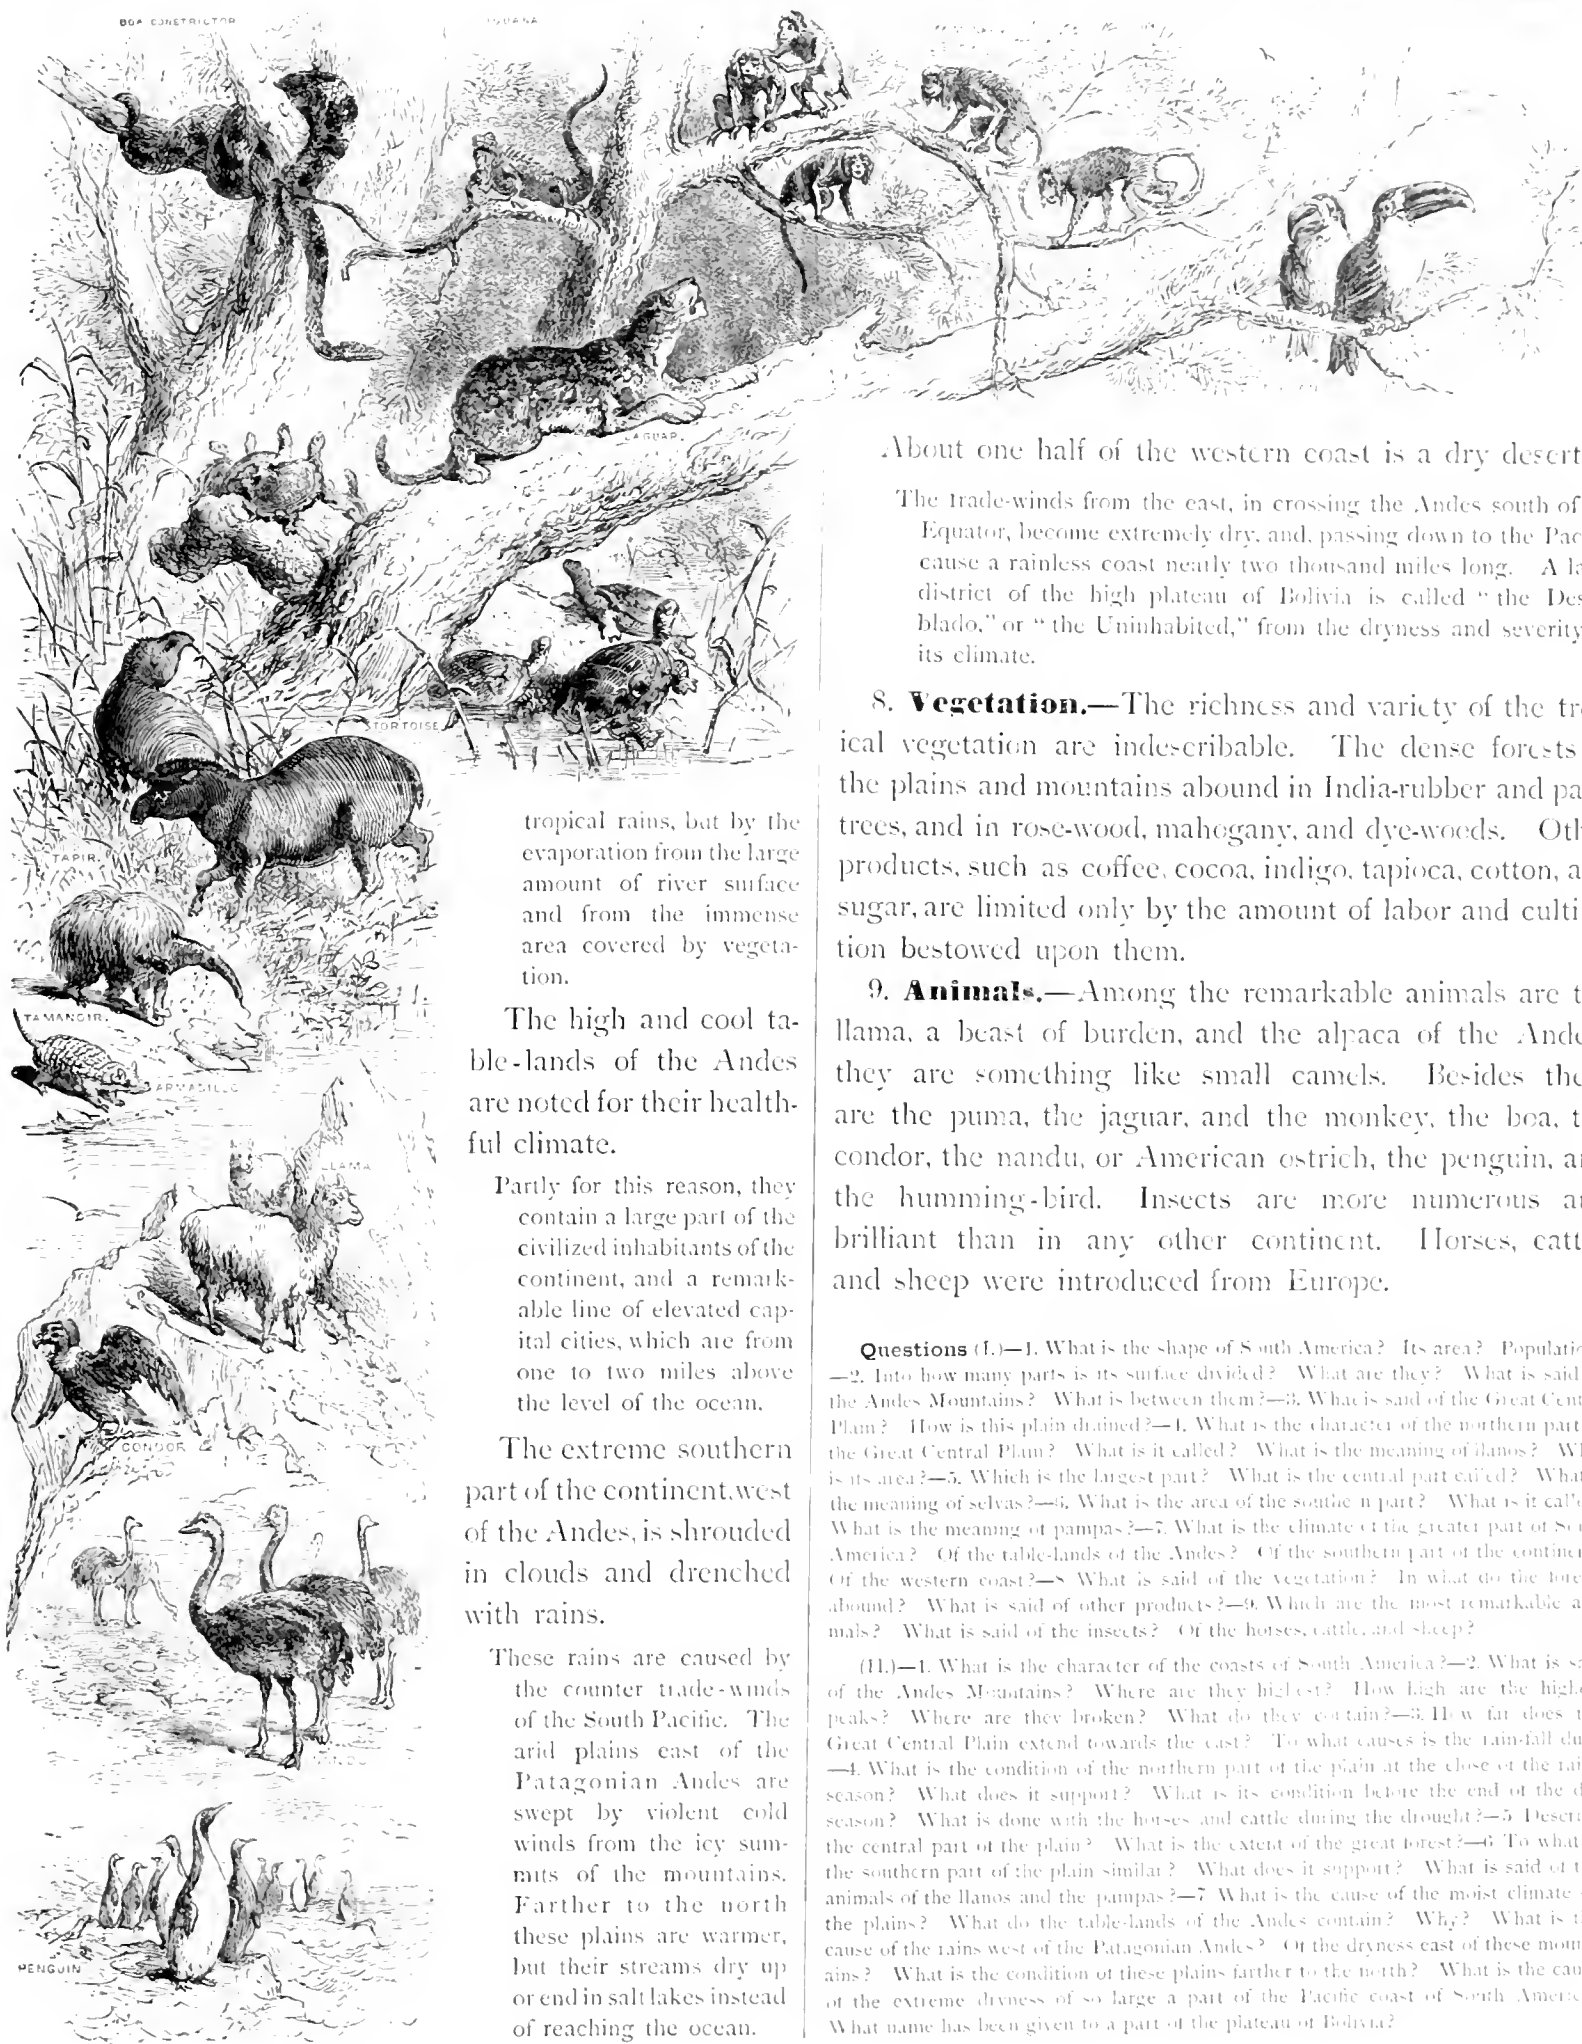 BOA CONSTRICTOR
IGUANA
JAGUAR.
TORTOISE
TAPIR.
TAMANOIR.
ARMADILLO
LLAMA
CONDOR
PENGUIN
tropical rains, but by the
evaporation from the large
amount of river surface
and from the immense
area covered by vegeta-
tion.
The high and cool ta-
ble-lands of the Andes
are noted for their health-
ful climate.
Partly for this reason, they
contain a large part of the
civilized inhabitants of the
continent, and a remark-
able line of elevated cap-
ital cities, which are from
one to two miles above
the level of the ocean.
The extreme southern
part of the continent, west
of the Andes, is shrouded
in clouds and drenched
with rains.
These rains are caused by
the counter trade-winds
of the South Pacific. The
arid plains east of the
Patagonian Andes are
swept by violent cold
winds from the icy sum-
mits of the mountains.
Farther to the north
these plains are warmer,
but their streams dry up
or end in salt lakes instead
of reaching the ocean.
About one half of the western coast is a dry desert
The trade-winds from the east, in crossing the Andes south of
Equator, become extremely dry, and, passing down to the Pac
cause a rainless coast nearly two thousand miles long. A la
district of the high plateau of Bolivia is called "the Des
blado," or "the Uninhabited," from the dryness and severity
its climate.
8. Vegetation.—The richness and variety of the tro
ical vegetation are indescribable. The dense forests
the plains and mountains abound in India-rubber and pa
trees, and in rose-wood, mahogany, and dye-woods. Oth
products, such as coffee, cocoa, indigo, tapioca, cotton, a
sugar, are limited only by the amount of labor and culti
tion bestowed upon them.
9. Animals.—Among the remarkable animals are t
llama, a beast of burden, and the alpaca of the Ande
they are something like small camels. Besides the
are the puma, the jaguar, and the monkey, the boa, t
condor, the nandu, or American ostrich, the penguin, a
the humming-bird. Insects are more numerous a
brilliant than in any other continent. Horses, catt
and sheep were introduced from Europe.
Questions (I.)—1. What is the shape of South America? Its area? Populatio
—2. Into how many parts is its surface divided? What are they? What is said
the Andes Mountains? What is between them?—3. What is said of the Great Cent
Plain? How is this plain drained?—4. What is the character of the northern part
the Great Central Plain? What is it called? What is the meaning of llanos? Wh
is its area?—5. Which is the largest part? What is the central part called? What
the meaning of selvas?—6. What is the area of the southern part? What is it calle
What is the meaning of pampas?—7. What is the climate of the greater part of Sou
America? Of the table-lands of the Andes? Of the southern part of the continen
Of the western coast?—8. What is said of the vegetation? In what do the fore
abound? What is said of other products?—9. Which are the most remarkable a
mals? What is said of the insects? Of the horses, cattle, and sheep?
(II.)—1. What is the character of the coasts of South America?—2. What is sa
of the Andes Mountains? Where are they highest? How high are the highe
peaks? Where are they broken? What do they contain?—3. How far does t
Great Central Plain extend towards the east? To what causes is the rain-fall du
—4. What is the condition of the northern part of the plain at the close of the rai
season? What does it support? What is its condition before the end of the d
season? What is done with the horses and cattle during the drought?—5 Descri
the central part of the plain? What is the extent of the great forest?—6 To what
the southern part of the plain similar? What does it support? What is said of t
animals of the llanos and the pampas?—7 What is the cause of the moist climate
the plains? What do the table-lands of the Andes contain? Why? What is t
cause of the rains west of the Patagonian Andes? Of the dryness east of these moun
ains? What is the condition of these plains farther to the north? What is the cau
of the extreme dryness of so large a part of the Pacific coast of South Americ
What name has been given to a part of the plateau of Bolivia?